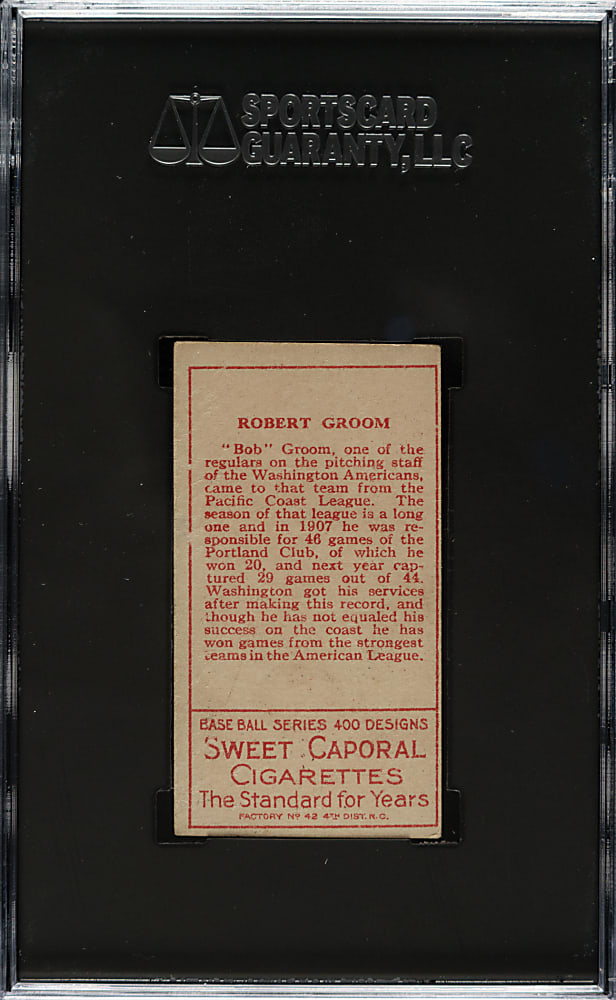 SPORTSCARD
GUARANTY, LLC
ROBERT GROOM
"Bob" Groom, one of the
regulars on the pitching staff
of the Washington Americans,
came to that team from the
Pacific Coast League. The
season of that league is a long
one and in 1907 he was re-
sponsible for 46 games of the
Portland Club, of which he
won 20, and next year cap-
tured 29 games out of 44.
Washington got his services
after making this record, and
though he has not equaled his
success on the coast he has
won games from the strongest
teams in the American League.
BASE BALL SERIES 400 DESIGNS
SWEET CAPORAL
CIGARETTES
The Standard for Years
FACTORY Nº 42 4TH DIST. N.C.